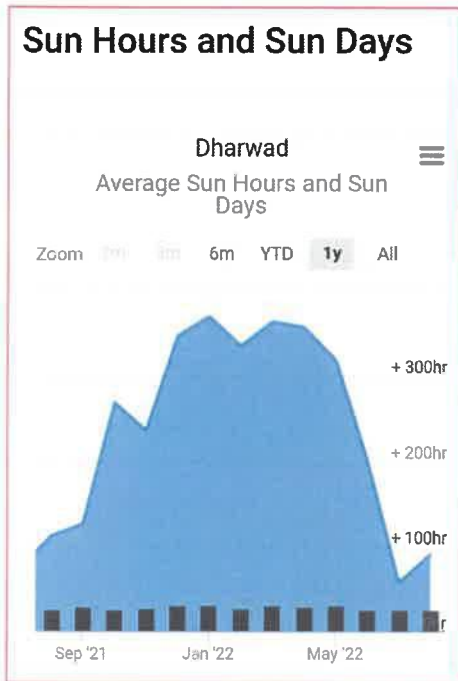 Sun Hours and Sun Days
Dharwad
Average Sun Hours and Sun
Days
Zoom 6m YTD 1y All
+ 300hr
+ 200hr
+ 100hr
Sep '21 Jan '22 May '22